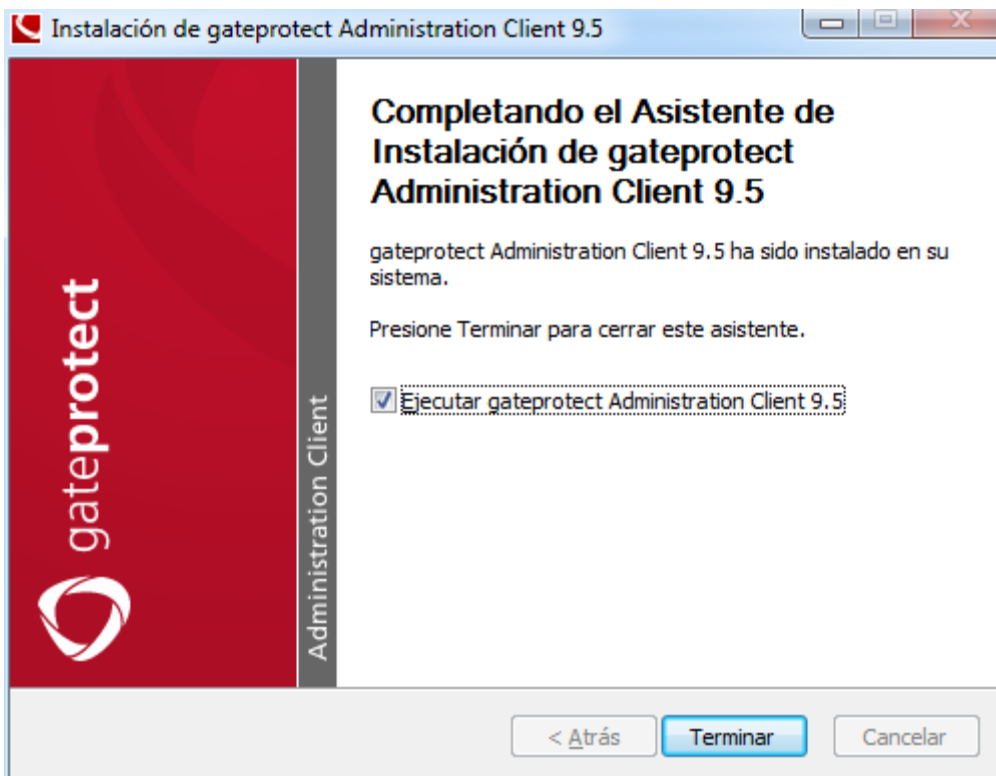 Instalación de gateprotect Administration Client 9.5
gateprotect
Administration Client
Completando el Asistente de
Instalación de gateprotect
Administration Client 9.5
gateprotect Administration Client 9.5 ha sido instalado en su
sistema.
Presione Terminar para cerrar este asistente.
Ejecutar gateprotect Administration Client 9.5
< Atrás
Terminar
Cancelar